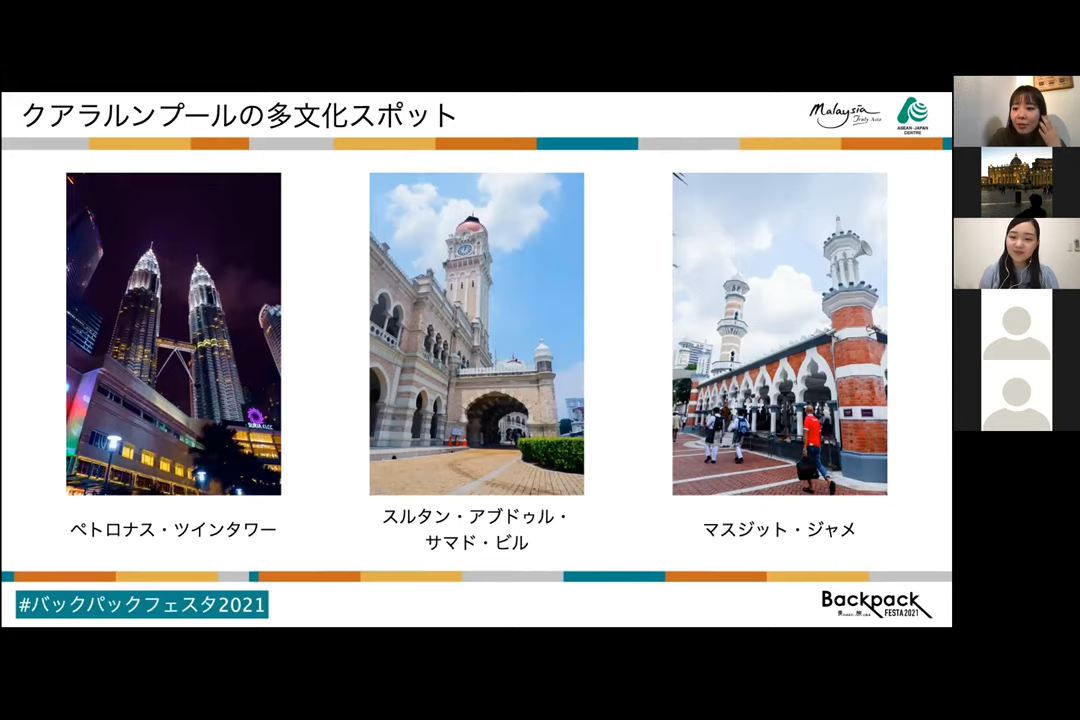 クアラルンプールの多文化スポット
Malaysia
Truly Asia
ASEAN-JAPAN
CENTRE
SURIA KLCC
ペトロナス・ツインタワー
スルタン・アブドゥル・
サマド・ビル
マスジット・ジャメ
#バックパックフェスタ2021
Backpack
FESTA2021